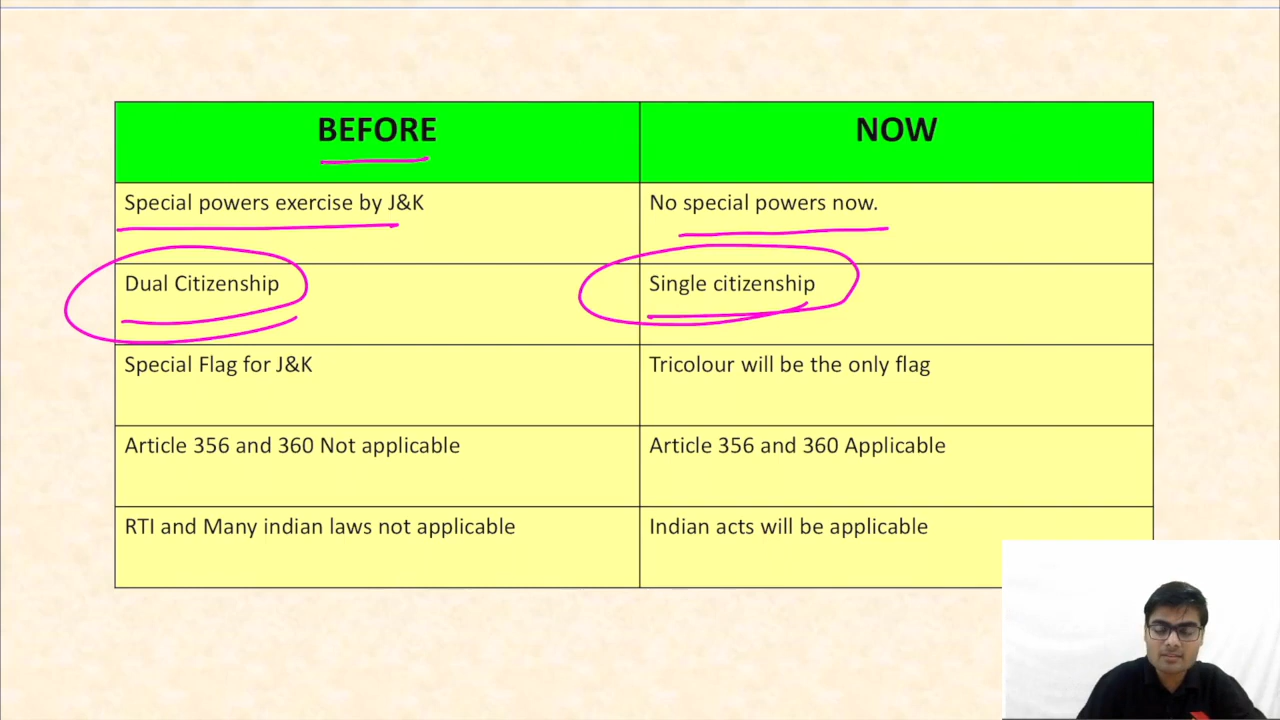 BEFORE
NOW
Special powers exercise by J&K
No special powers now.
Dual Citizenship
Single citizenship
Special Flag for J&K
Tricolour will be the only flag
Article 356 and 360 Not applicable
Article 356 and 360 Applicable
RTI and Many indian laws not applicable
Indian acts will be applicable